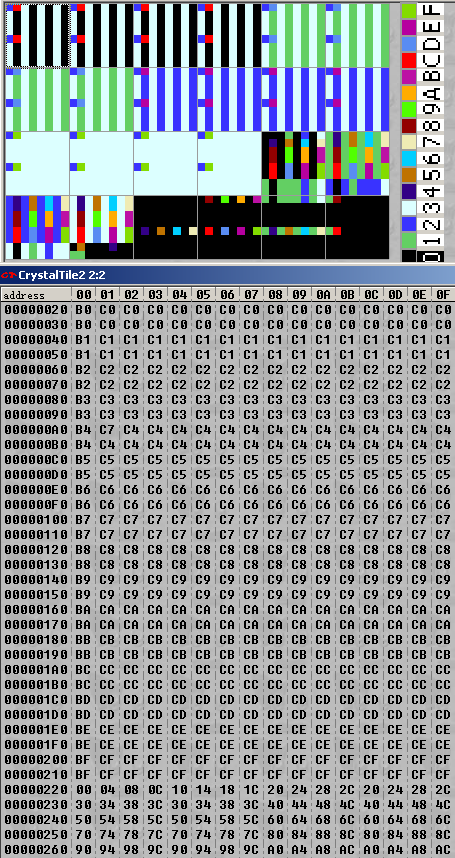 0123456789ABCDEF
CrystalTile2 2:2
address 00 01 02 03 04 05 06 07 08 09 0A 0B 0C 0D 0E 0F
00000020 B0 C0 C0 C0 C0 C0 C0 C0 C0 C0 C0 C0 C0 C0 C0 C0
00000030 B0 C0 C0 C0 C0 C0 C0 C0 C0 C0 C0 C0 C0 C0 C0 C0
00000040 B1 C1 C1 C1 C1 C1 C1 C1 C1 C1 C1 C1 C1 C1 C1 C1
00000050 B1 C1 C1 C1 C1 C1 C1 C1 C1 C1 C1 C1 C1 C1 C1 C1
00000060 B2 C2 C2 C2 C2 C2 C2 C2 C2 C2 C2 C2 C2 C2 C2 C2
00000070 B2 C2 C2 C2 C2 C2 C2 C2 C2 C2 C2 C2 C2 C2 C2 C2
00000080 B3 C3 C3 C3 C3 C3 C3 C3 C3 C3 C3 C3 C3 C3 C3 C3
00000090 B3 C3 C3 C3 C3 C3 C3 C3 C3 C3 C3 C3 C3 C3 C3 C3
000000A0 B4 C7 C4 C4 C4 C4 C4 C4 C4 C4 C4 C4 C4 C4 C4 C4
000000B0 B4 C4 C4 C4 C4 C4 C4 C4 C4 C4 C4 C4 C4 C4 C4 C4
000000C0 B5 C5 C5 C5 C5 C5 C5 C5 C5 C5 C5 C5 C5 C5 C5 C5
000000D0 B5 C5 C5 C5 C5 C5 C5 C5 C5 C5 C5 C5 C5 C5 C5 C5
000000E0 B6 C6 C6 C6 C6 C6 C6 C6 C6 C6 C6 C6 C6 C6 C6 C6
000000F0 B6 C6 C6 C6 C6 C6 C6 C6 C6 C6 C6 C6 C6 C6 C6 C6
00000100 B7 C7 C7 C7 C7 C7 C7 C7 C7 C7 C7 C7 C7 C7 C7 C7
00000110 B7 C7 C7 C7 C7 C7 C7 C7 C7 C7 C7 C7 C7 C7 C7 C7
00000120 B8 C8 C8 C8 C8 C8 C8 C8 C8 C8 C8 C8 C8 C8 C8 C8
00000130 B8 C8 C8 C8 C8 C8 C8 C8 C8 C8 C8 C8 C8 C8 C8 C8
00000140 B9 C9 C9 C9 C9 C9 C9 C9 C9 C9 C9 C9 C9 C9 C9 C9
00000150 B9 C9 C9 C9 C9 C9 C9 C9 C9 C9 C9 C9 C9 C9 C9 C9
00000160 BA CA CA CA CA CA CA CA CA CA CA CA CA CA CA CA
00000170 BA CA CA CA CA CA CA CA CA CA CA CA CA CA CA CA
00000180 BB CB CB CB CB CB CB CB CB CB CB CB CB CB CB CB
00000190 BB CB CB CB CB CB CB CB CB CB CB CB CB CB CB CB
000001A0 BC CC CC CC CC CC CC CC CC CC CC CC CC CC CC CC
000001B0 BC CC CC CC CC CC CC CC CC CC CC CC CC CC CC CC
000001C0 BD CD CD CD CD CD CD CD CD CD CD CD CD CD CD CD
000001D0 BD CD CD CD CD CD CD CD CD CD CD CD CD CD CD CD
000001E0 BE CE CE CE CE CE CE CE CE CE CE CE CE CE CE CE
000001F0 BE CE CE CE CE CE CE CE CE CE CE CE CE CE CE CE
00000200 BF CF CF CF CF CF CF CF CF CF CF CF CF CF CF CF
00000210 BF CF CF CF CF CF CF CF CF CF CF CF CF CF CF CF
00000220 00 04 08 0C 10 14 18 1C 20 24 28 2C 20 24 28 2C
00000230 30 34 38 3C 30 34 38 3C 40 44 48 4C 40 44 48 4C
00000240 50 54 58 5C 50 54 58 5C 60 64 68 6C 60 64 68 6C
00000250 70 74 78 7C 70 74 78 7C 80 84 88 8C 80 84 88 8C
00000260 90 94 98 9C 90 94 98 9C A0 A4 A8 AC A0 A4 A8 AC